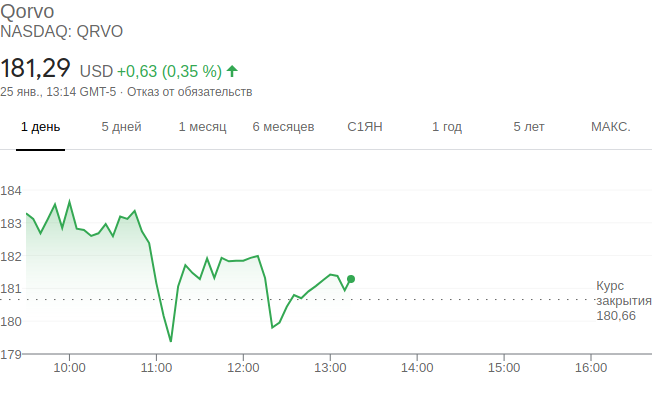 Qorvo
NASDAQ: QRVO
181,29 USD +0,63 (0,35 %)
25 янв., 13:14 GMT-5 · Отказ от обязательств
1 день 5 дней 1 месяц 6 месяцев С1ЯН 1 год 5 лет МАКС.
184
183
182
181
180
179
Курс
закрытия
180,66
10:00 11:00 12:00 13:00 14:00 15:00 16:00